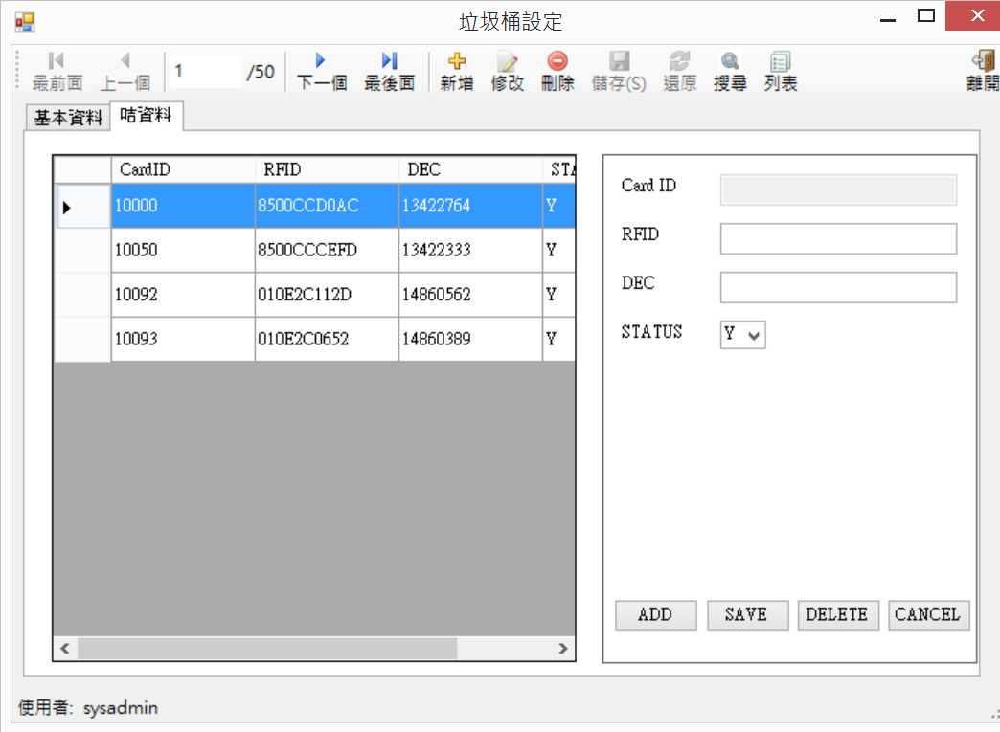 垃圾桶設定
最前面 上一個 1 /50 下一個 最後面 新增 修改 刪除 儲存(S) 還原 搜尋 列表 離開
基本資料 咭資料
CardID RFID DEC STA
10000 8500CCD0AC 13422764 Y
10050 8500CCCEFD 13422333 Y
10092 010E2C112D 14860562 Y
10093 010E2C0652 14860389 Y
Card ID
RFID
DEC
STATUS Y
ADD SAVE DELETE CANCEL
使用者: sysadmin